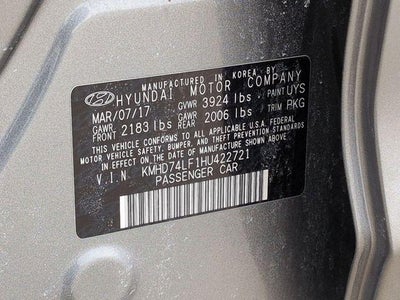 MANUFACTURED IN KOREA BY
HYUNDAI MOTOR COMPANY
MAR/07/17 GVWR 3924 lbs PAINT UYS
GAWR FRONT 2183 lbs GAWR REAR 2006 lbs TRIM PKG
THIS VEHICLE CONFORMS TO ALL APPLICABLE U.S. FEDERAL
MOTOR VEHICLE SAFETY, BUMPER, AND THEFT PREVENTION STANDARDS
IN EFFECT ON THE DATE OF MANUFACTURE SHOWN ABOVE.
V.I.N. KMHD74LF1HU422721
PASSENGER CAR